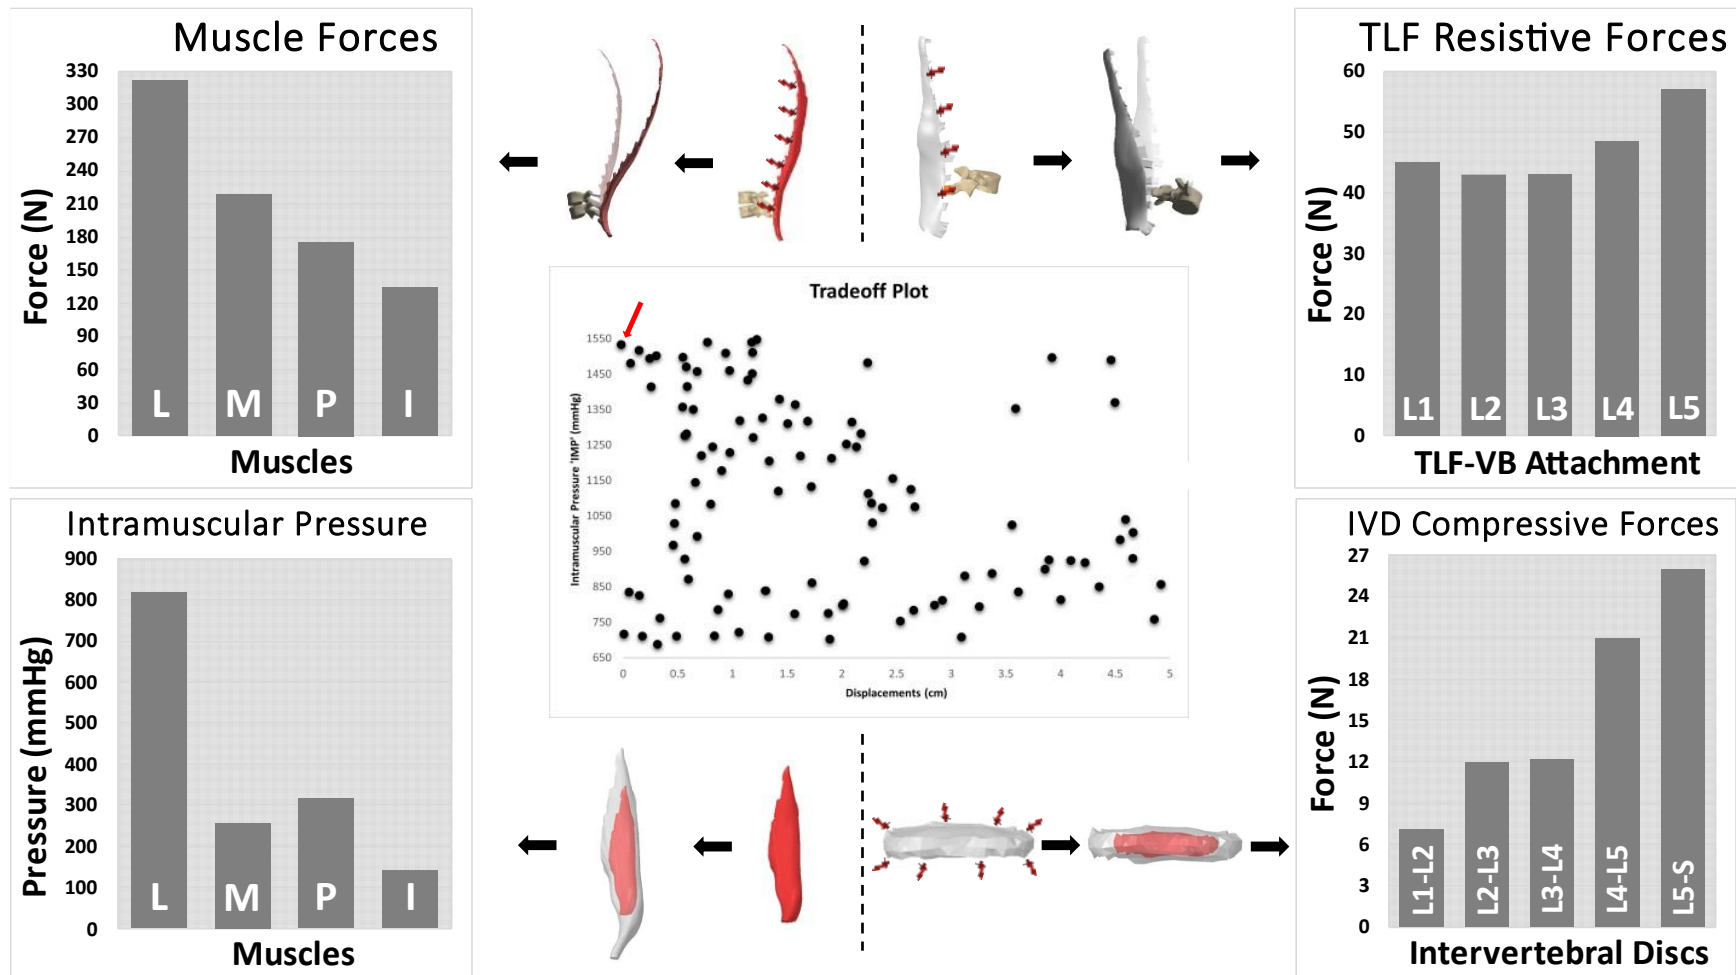 Muscle Forces
330
300
270
240
210
180
150
120
90
60
30
0
Force (N)
L
M
P
I
Muscles
TLF Resistive Forces
60
50
40
30
20
10
0
Force (N)
L1
L2
L3
L4
L5
TLF-VB Attachment
Tradeoff Plot
1550
1450
1350
1250
1150
1050
950
850
750
650
Intramuscular Pressure 'IMP' (mmHg)
0
0.5
1
1.5
2
2.5
3
3.5
4
4.5
5
Displacements (cm)
Intramuscular Pressure
900
800
700
600
500
400
300
200
100
0
Pressure (mmHg)
L
M
P
I
Muscles
IVD Compressive Forces
27
24
21
18
15
12
9
6
3
0
Force (N)
L1-L2
L2-L3
L3-L4
L4-L5
L5-S
Intervertebral Discs